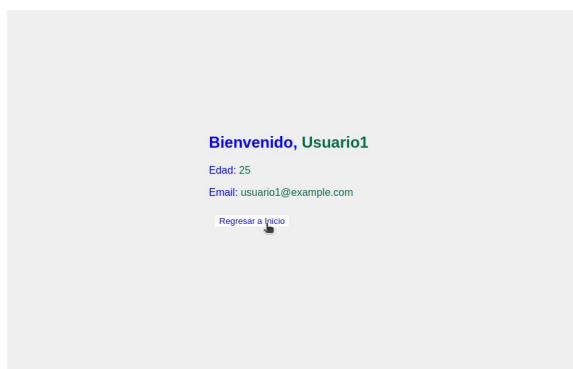 Bienvenido, Usuario1
Edad: 25
Email: usuario1@example.com
Regresar a Inicio